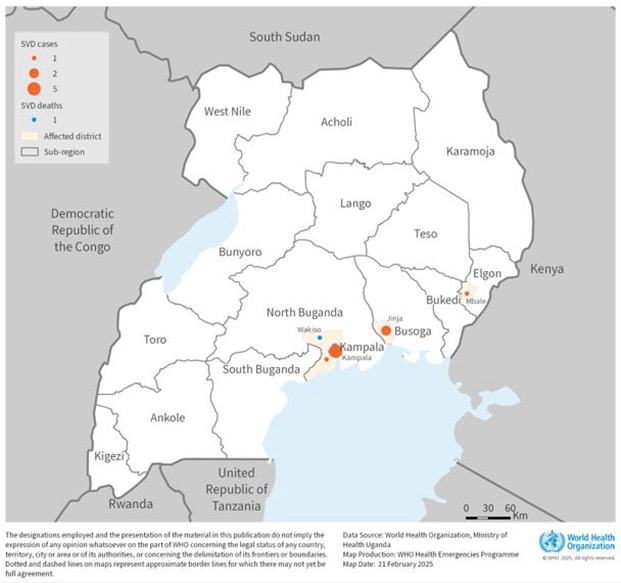 South Sudan
SVD cases
1
2
5
SVD deaths
1
Affected district
Sub-region
West Nile
Acholi
Karamoja
Lango
Teso
Democratic
Republic of
the Congo
Bunyoro
Elgon
Kenya
Bukedi
Mbale
North Buganda
Jinja
Busoga
Wakiso
Kampala
Kampala
Toro
South Buganda
Ankole
Kigezi
United
Republic of
Tanzania
Rwanda
0 30 60
Km
The designations employed and the presentation of the material in this publication do not imply the
expression of any opinion whatsoever on the part of WHO concerning the legal status of any country,
territory, city or area or of its authorities, or concerning the delimitation of its frontiers or boundaries.
Dotted and dashed lines on maps represent approximate border lines for which there may not yet be
full agreement.
Data Source: World Health Organization, Ministry of
Health Uganda
Map Production: WHO Health Emergencies Programme
Map Date: 21 February 2025
World Health
Organization
© WHO 2025, All rights reserved.